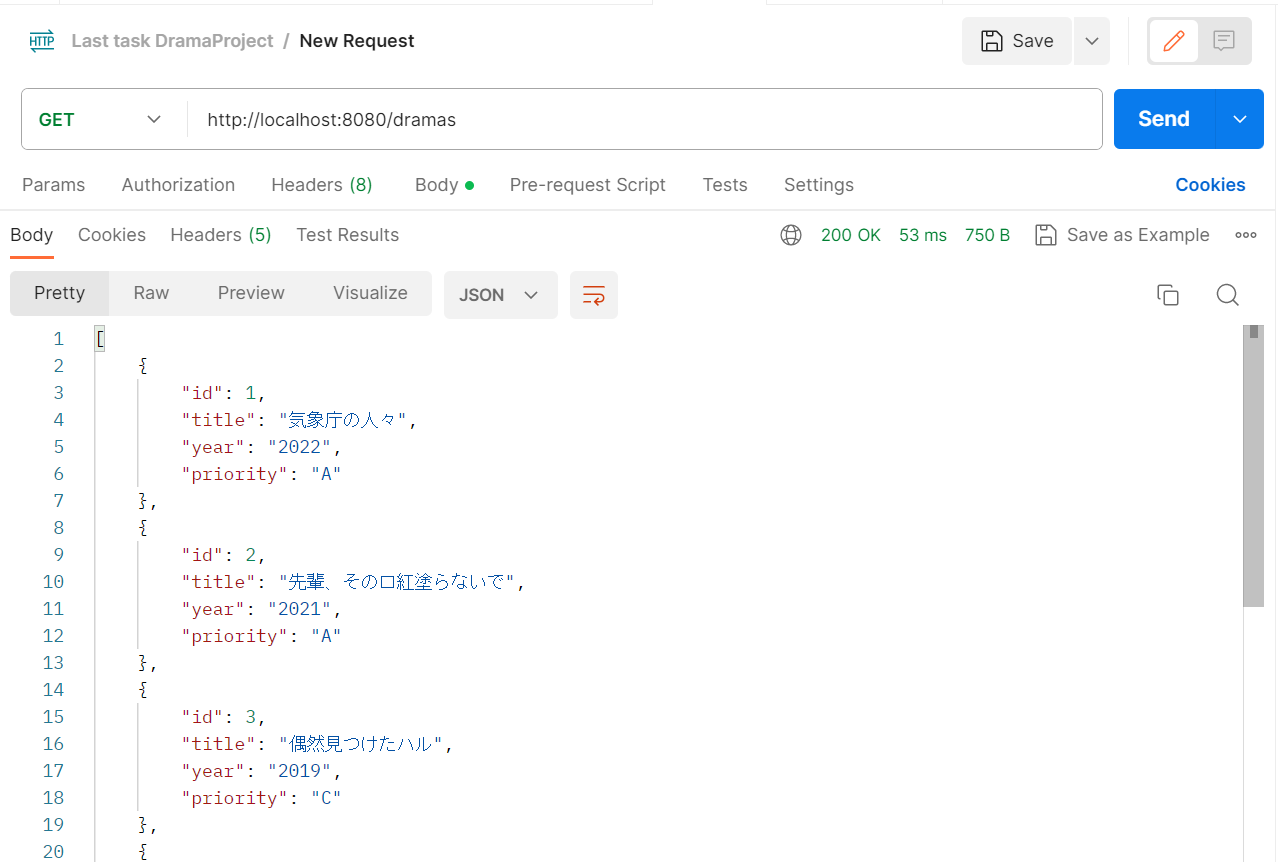 HTTP Last task DramaProject / New Request Save
GET http://localhost:8080/dramas Send
Params Authorization Headers (8) Body Pre-request Script Tests Settings Cookies
Body Cookies Headers (5) Test Results 200 OK 53 ms 750 B Save as Example
Pretty Raw Preview Visualize JSON
1 [
2 {
3 "id": 1,
4 "title": "気象庁の人々",
5 "year": "2022",
6 "priority": "A"
7 },
8 {
9 "id": 2,
10 "title": "先輩、その口紅塗らないで",
11 "year": "2021",
12 "priority": "A"
13 },
14 {
15 "id": 3,
16 "title": "偶然見つけたハル",
17 "year": "2019",
18 "priority": "C"
19 },
20 {